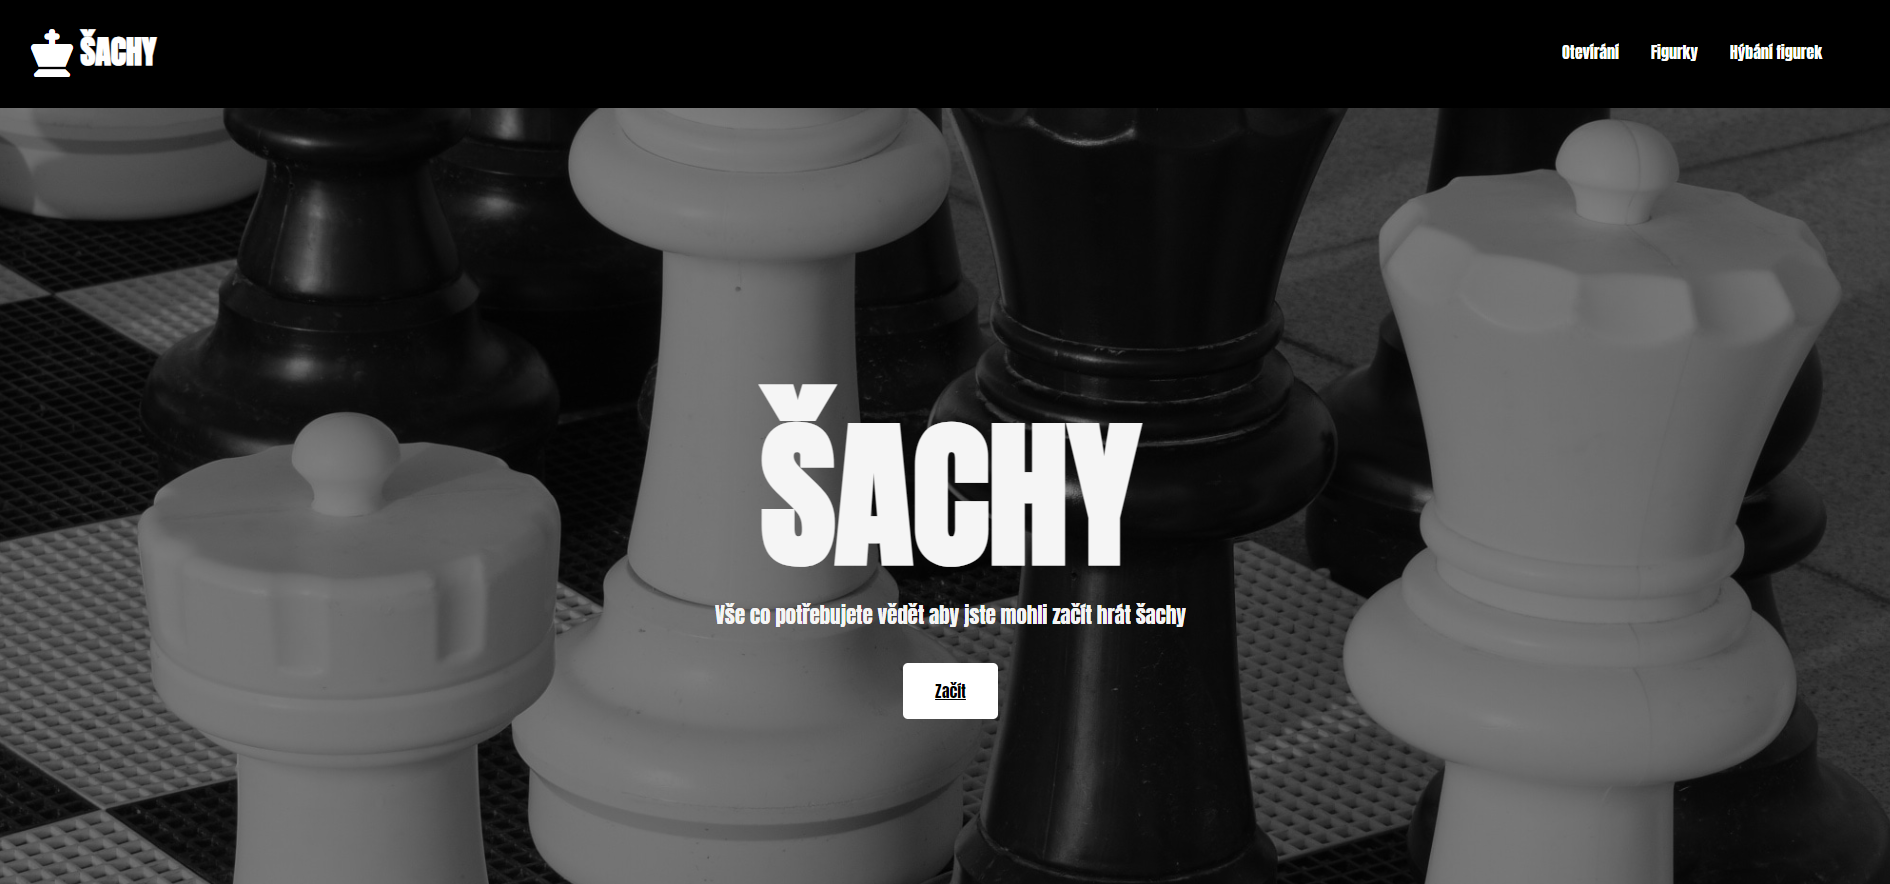 ŠACHY
Otevírání
Figurky
Hýbání figurek
ŠACHY
Vše co potřebujete vědět aby jste mohli začít hrát šachy
Začít